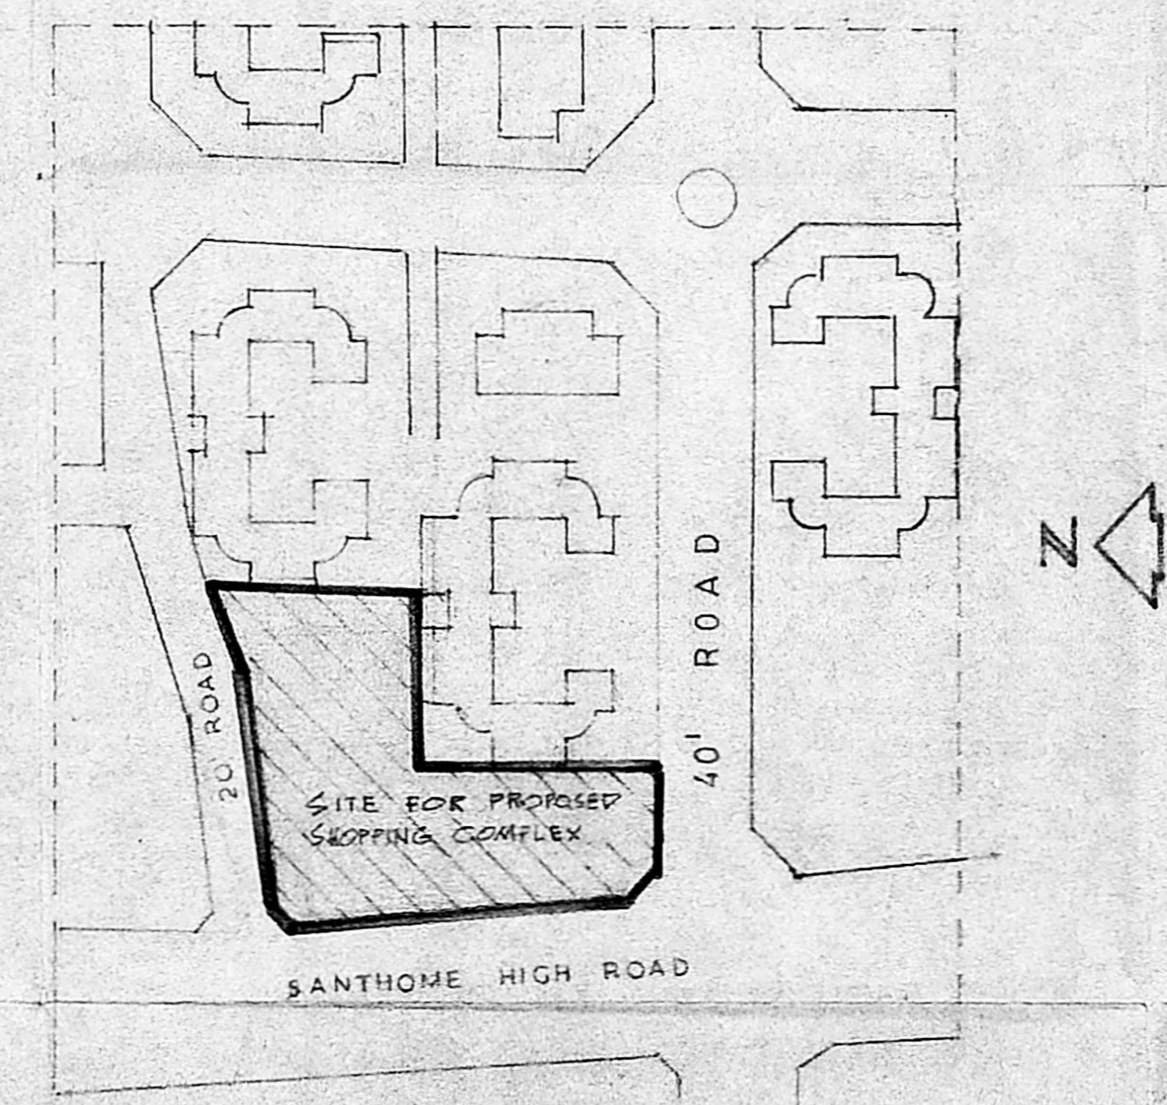 N
40' ROAD
20' ROAD
SITE FOR PROPOSED
SHOPPING COMPLEX
SANTHOME HIGH ROAD